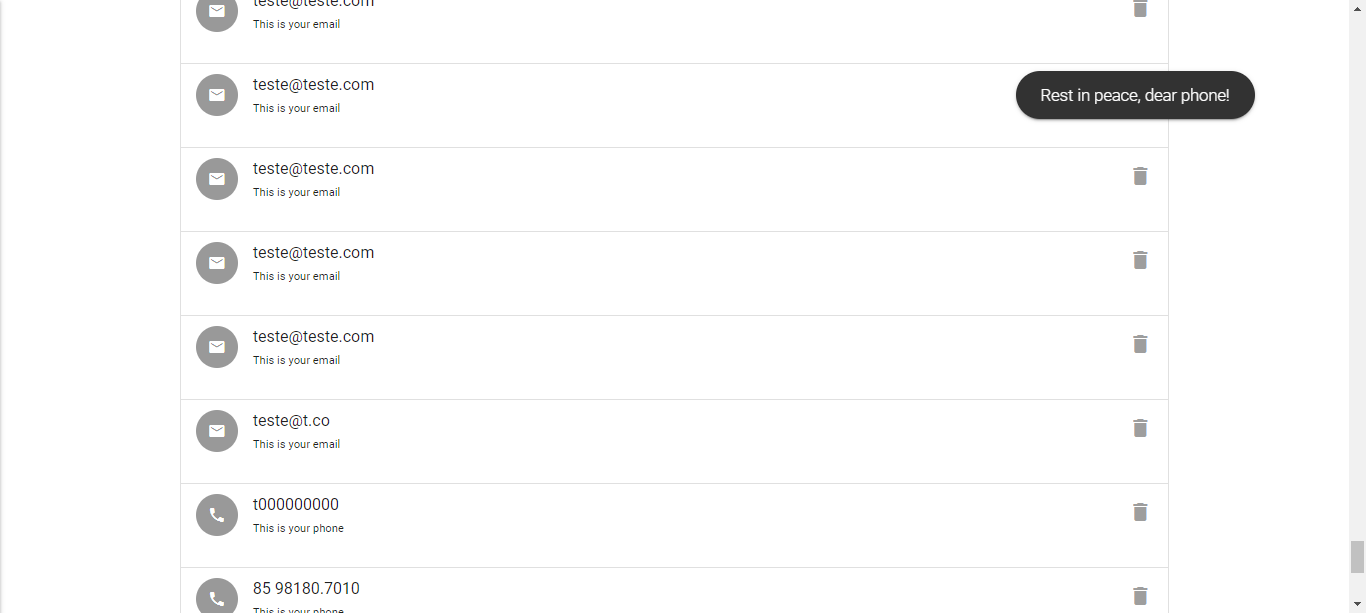 teste@teste.com
This is your email
teste@teste.com
This is your email
Rest in peace, dear phone!
teste@teste.com
This is your email
teste@teste.com
This is your email
teste@teste.com
This is your email
teste@t.co
This is your email
t000000000
This is your phone
85 98180.7010
This is your phone